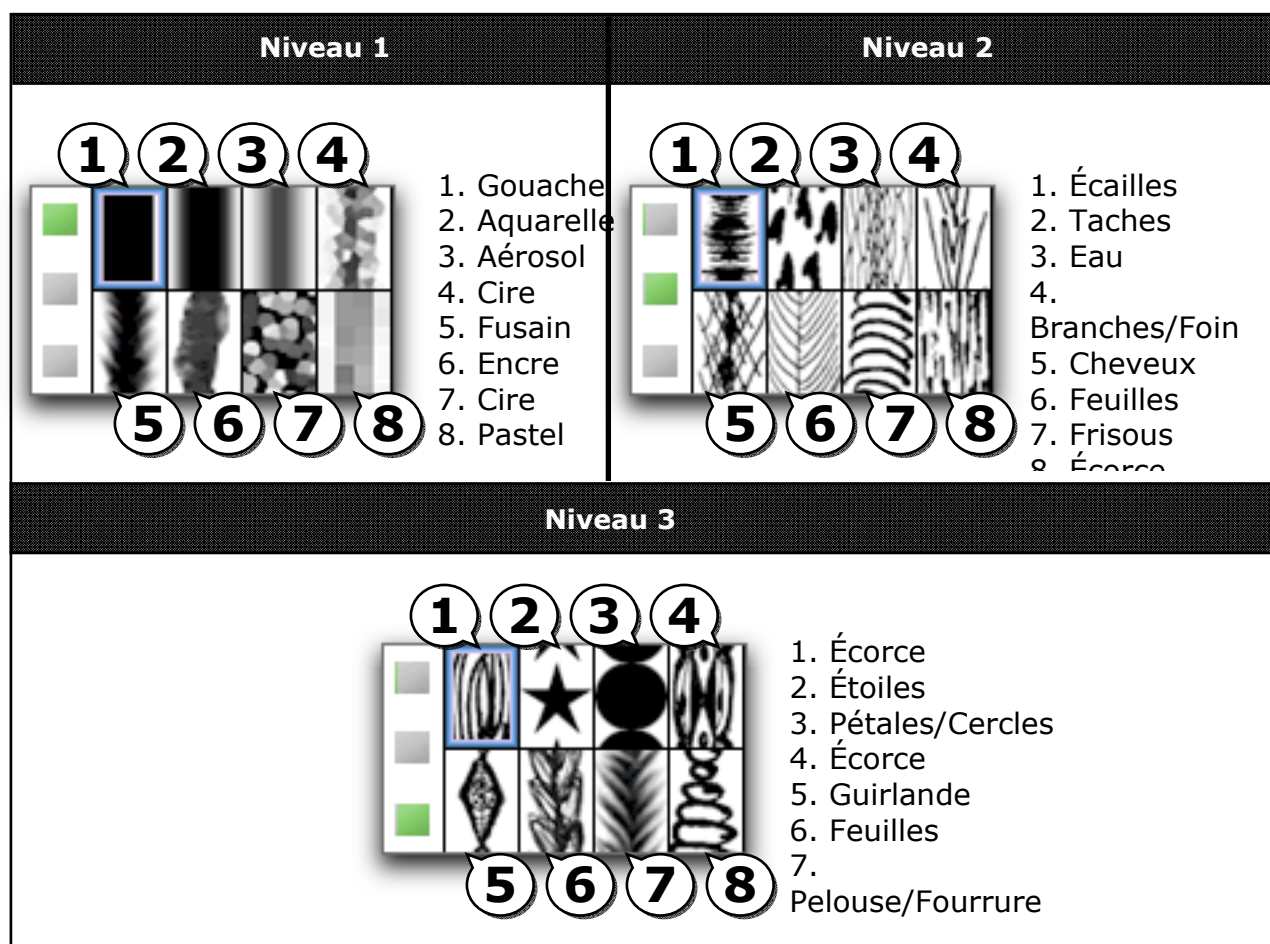 Niveau 1
1 2 3 4
5 6 7 8
1. Gouache
2. Aquarelle
3. Aérosol
4. Cire
5. Fusain
6. Encre
7. Cire
8. Pastel
Niveau 2
1 2 3 4
5 6 7 8
1. Écailles
2. Taches
3. Eau
4.
Branches/Foin
5. Cheveux
6. Feuilles
7. Frisous
8. Écorce
Niveau 3
1 2 3 4
5 6 7 8
1. Écorce
2. Étoiles
3. Pétales/Cercles
4. Écorce
5. Guirlande
6. Feuilles
7.
Pelouse/Fourrure